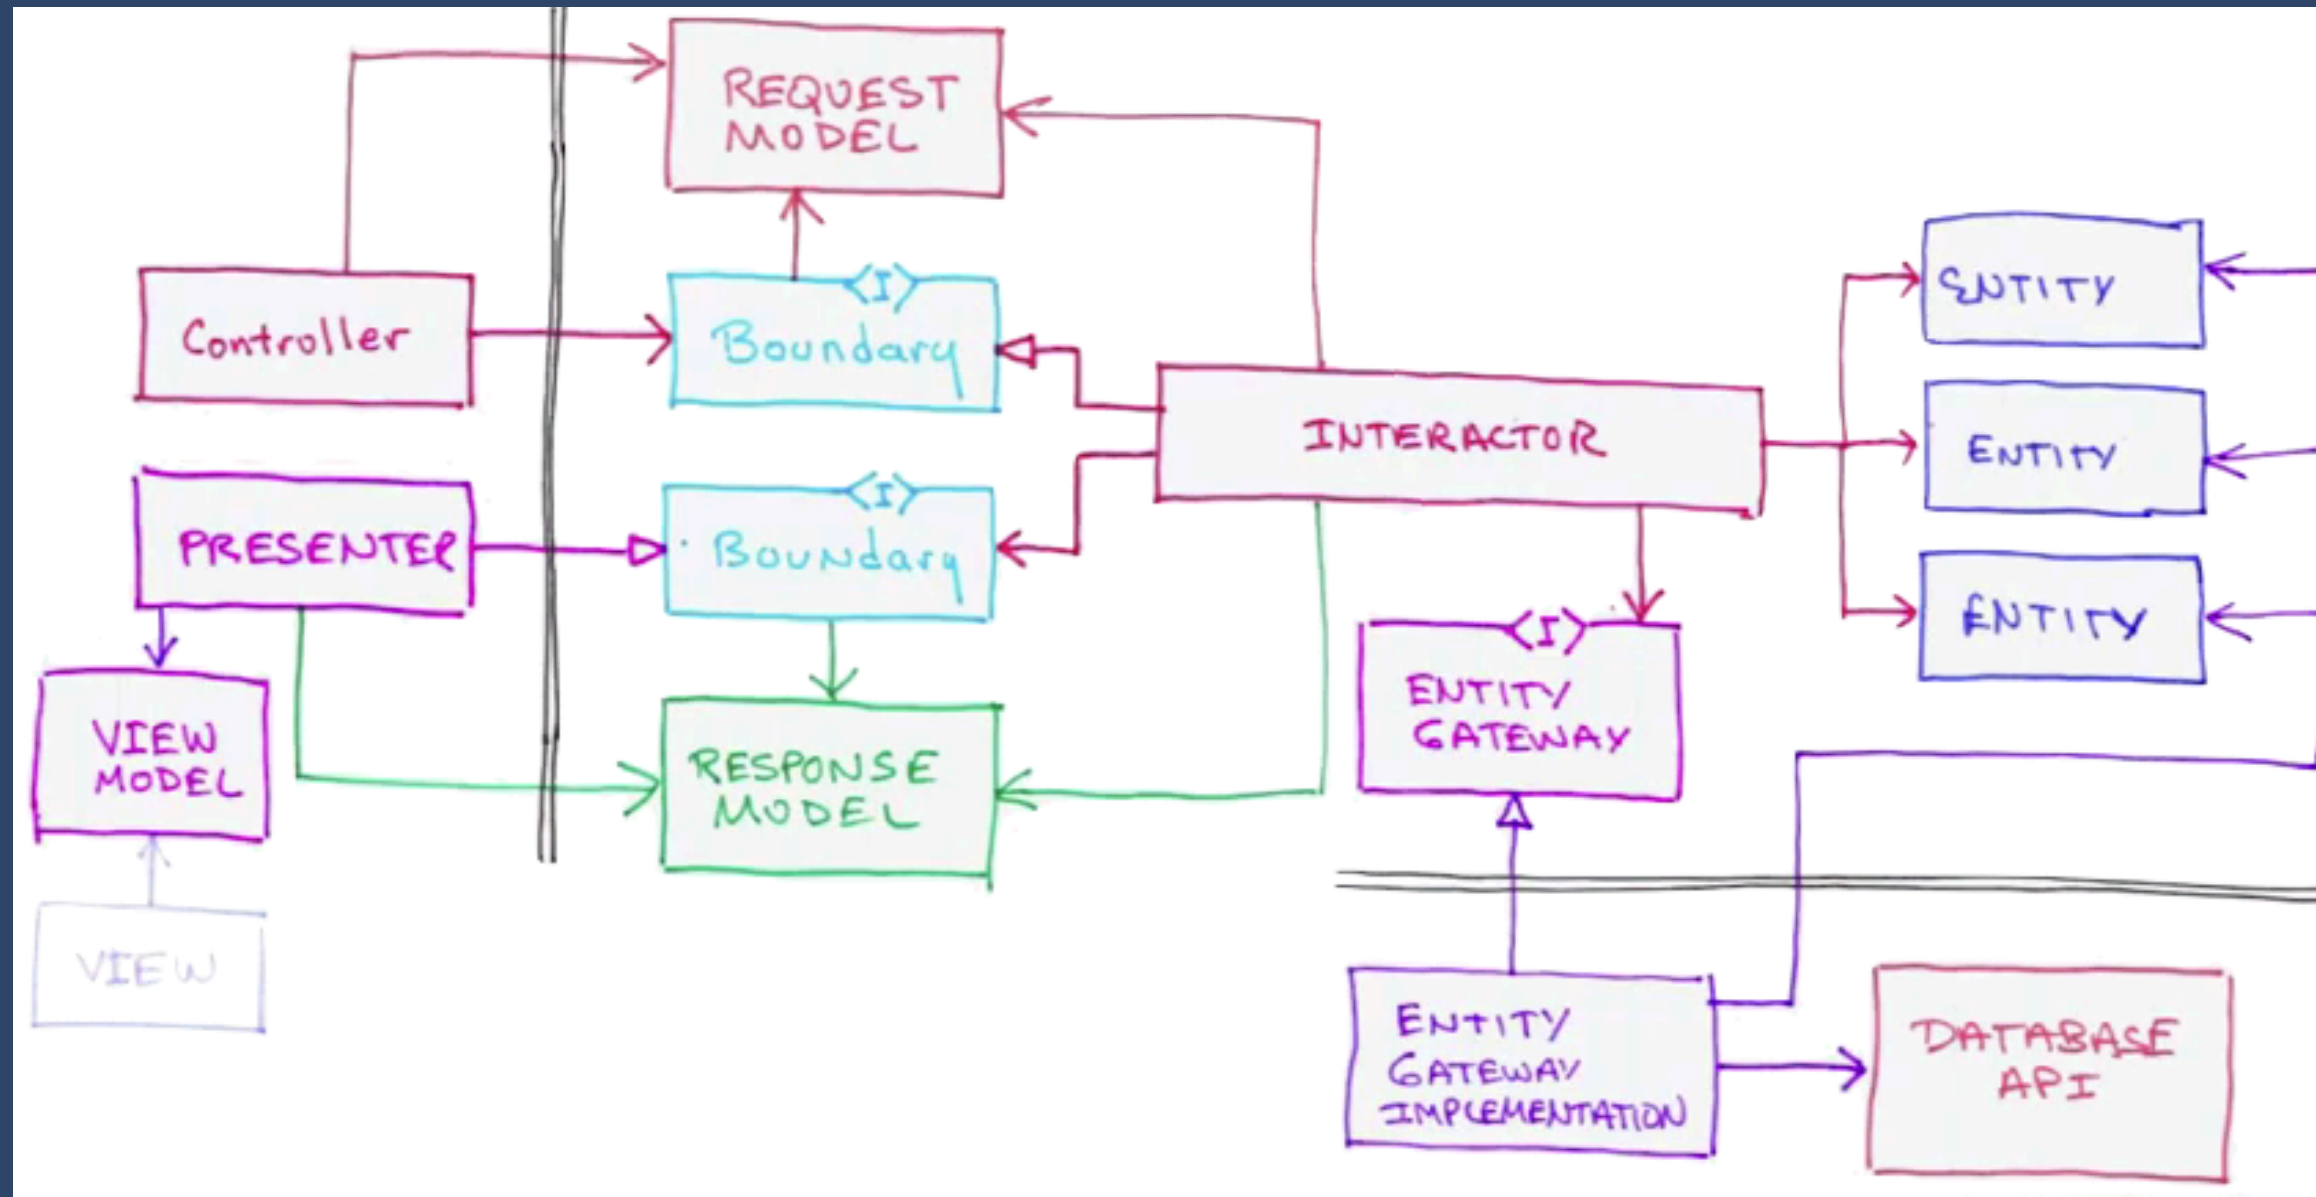 REQUEST
MODEL
<I>
Controller
Boundary
ENTITY
INTERACTOR
ENTITY
<I>
PRESENTER
Boundary
ENTITY
<I>
ENTITY
GATEWAY
VIEW
MODEL
RESPONSE
MODEL
VIEW
ENTITY
GATEWAY
IMPLEMENTATION
DATABASE
API